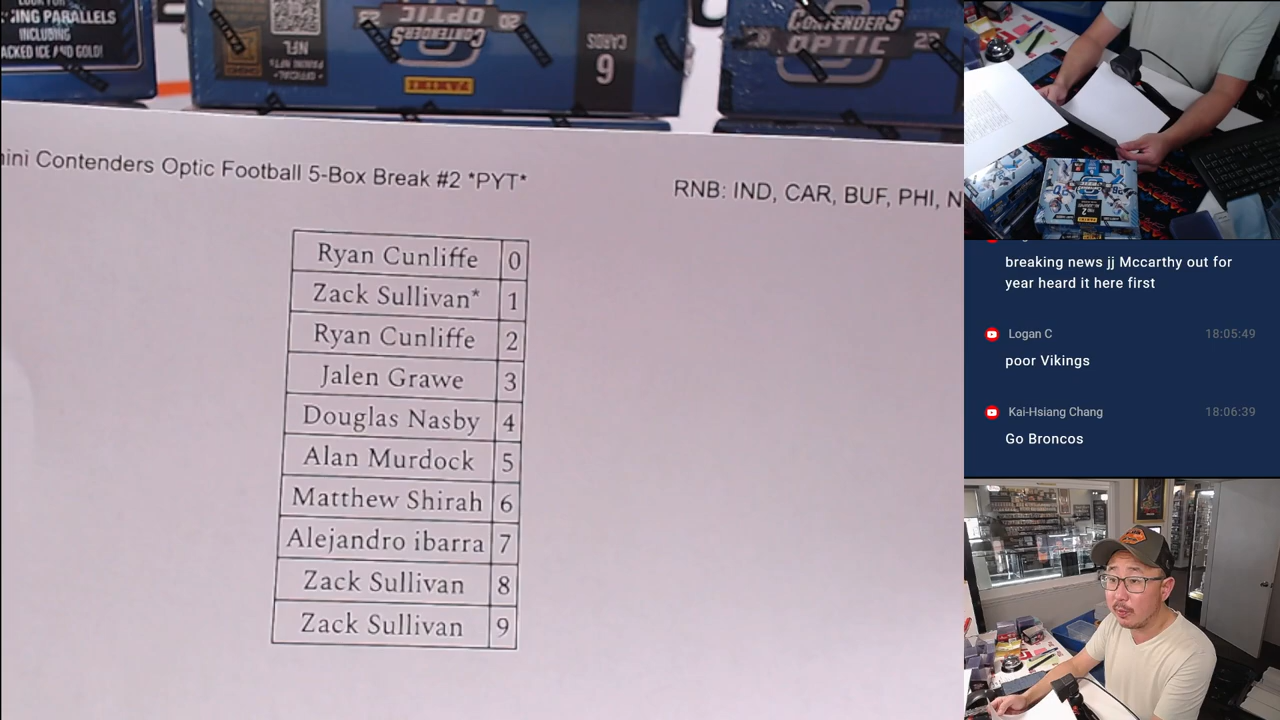 KING PARALLELS
INCLUDING
ACKED ICE AND GOLD!
NFL
CONTENDERS
OPTIC
20
PANINI
9
CARDS
CONTENDERS
OPTIC
ini Contenders Optic Football 5-Box Break #2 *PYT*
RNB: IND, CAR, BUF, PHI, N
Ryan Cunliffe 0
Zack Sullivan* 1
Ryan Cunliffe 2
Jalen Grawe 3
Douglas Nasby 4
Alan Murdock 5
Matthew Shirah 6
Alejandro ibarra 7
Zack Sullivan 8
Zack Sullivan 9
breaking news jj Mccarthy out for
year heard it here first
Logan C 18:05:49
poor Vikings
Kai-Hsiang Chang 18:06:39
Go Broncos